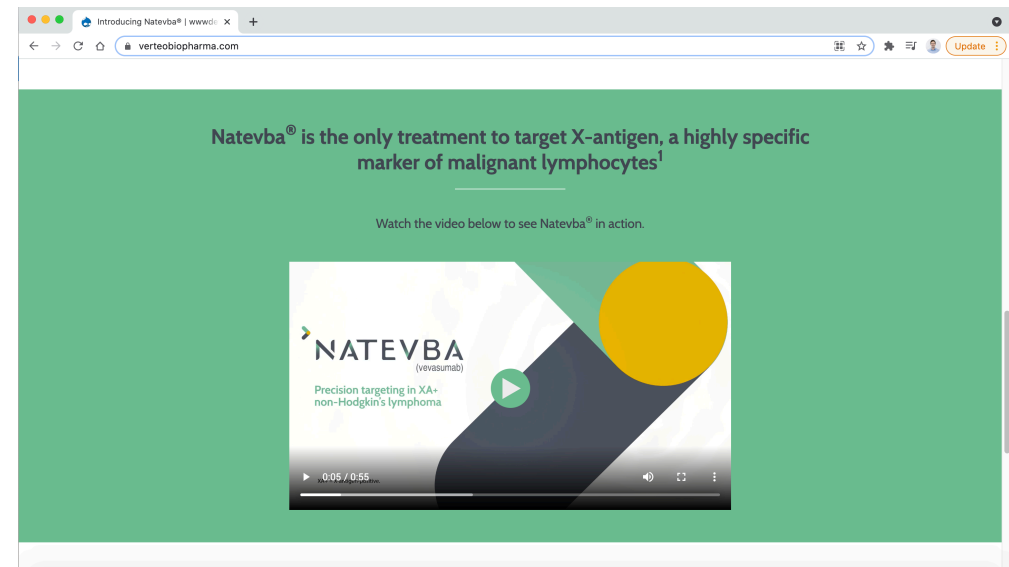 Introducing Natevba® | wwwde
verteobiopharma.com
Update
Natevba® is the only treatment to target X-antigen, a highly specific
marker of malignant lymphocytes1
Watch the video below to see Natevba® in action.
NATEVBA
(vevasumab)
Precision targeting in XA+
non-Hodgkin's lymphoma
0:05 / 0:55